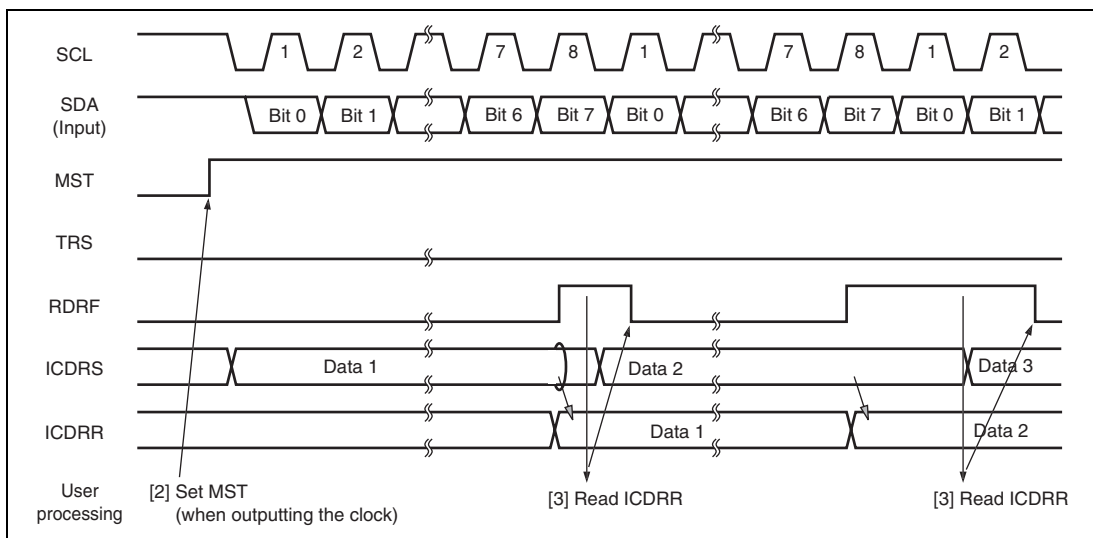 SCL 1 2 7 8 1 7 8 1 2
SDA
(Input)
Bit 0 Bit 1 Bit 6 Bit 7 Bit 0 Bit 6 Bit 7 Bit 0 Bit 1
MST
TRS
RDRF
ICDRS Data 1 Data 2 Data 3
ICDRR Data 1 Data 2
User
processing
[2] Set MST
(when outputting the clock)
[3] Read ICDRR
[3] Read ICDRR